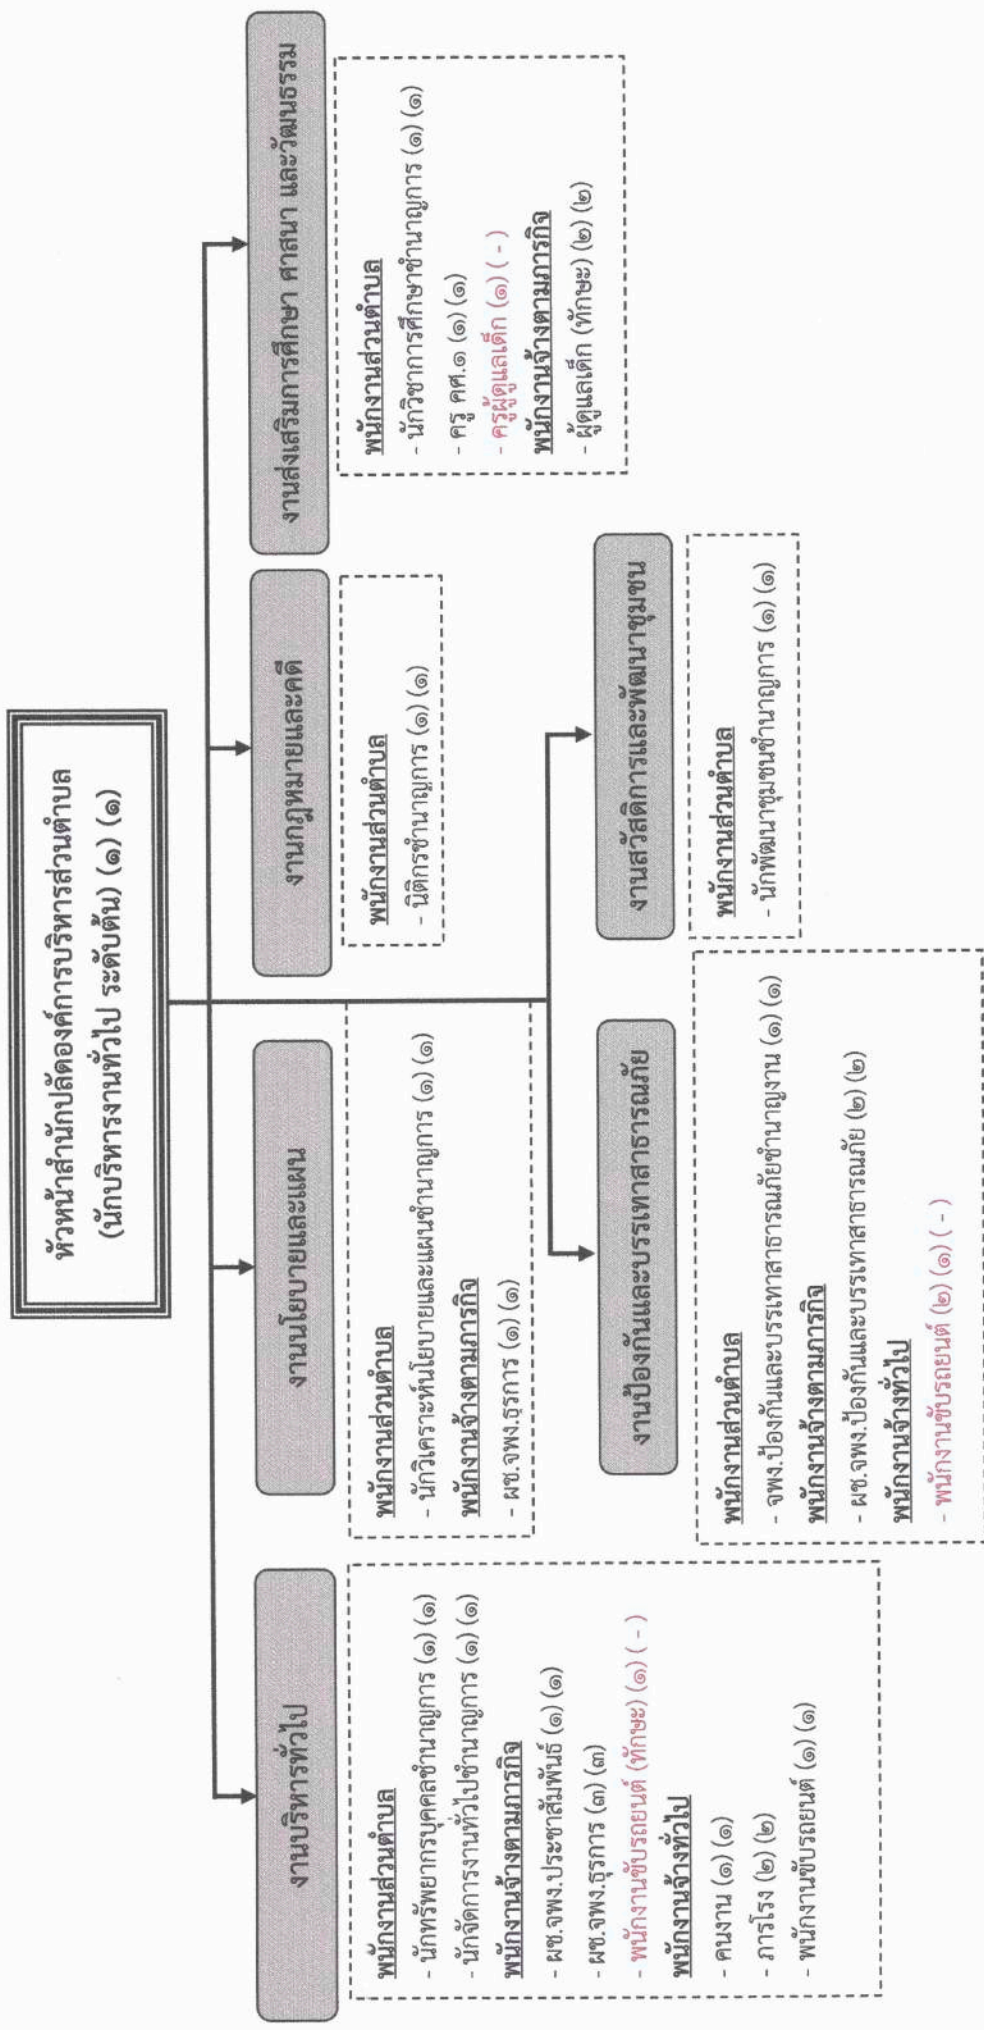 หัวหน้าสำนักปลัดองค์การบริหารส่วนตำบล
(นักบริหารงานทั่วไป ระดับต้น) (๑) (๑)
งานบริหารทั่วไป
พนักงานส่วนตำบล
- นักทรัพยากรบุคคลชำนาญการ (๑) (๑)
- นักจัดการงานทั่วไปชำนาญการ (๑) (๑)
พนักงานจ้างตามภารกิจ
- ผช.จพง.ประชาสัมพันธ์ (๑) (๑)
- ผช.จพง.ธุรการ (๓) (๓)
- พนักงานขับรถยนต์ (ทักษะ) (๑) ( - )
พนักงานจ้างทั่วไป
- คนงาน (๑) (๑)
- ภารโรง (๒) (๒)
- พนักงานขับรถยนต์ (๑) (๑)
งานนโยบายและแผน
พนักงานส่วนตำบล
- นักวิเคราะห์นโยบายและแผนชำนาญการ (๑) (๑)
พนักงานจ้างตามภารกิจ
- ผช.จพง.ธุรการ (๑) (๑)
งานกฎหมายและคดี
พนักงานส่วนตำบล
- นิติกรชำนาญการ (๑) (๑)
งานส่งเสริมการศึกษา ศาสนา และวัฒนธรรม
พนักงานส่วนตำบล
- นักวิชาการศึกษาชำนาญการ (๑) (๑)
- ครู คศ.๑ (๑) (๑)
- ครูผู้ดูแลเด็ก (๑) ( - )
พนักงานจ้างตามภารกิจ
- ผู้ดูแลเด็ก (ทักษะ) (๒) (๒)
งานป้องกันและบรรเทาสาธารณภัย
พนักงานส่วนตำบล
- จพง.ป้องกันและบรรเทาสาธารณภัยชำนาญงาน (๑) (๑)
พนักงานจ้างตามภารกิจ
- ผช.จพง.ป้องกันและบรรเทาสาธารณภัย (๒) (๒)
พนักงานจ้างทั่วไป
- พนักงานขับรถยนต์ (๒) (๑) ( - )
งานสวัสดิการและพัฒนาชุมชน
พนักงานส่วนตำบล
- นักพัฒนาชุมชนชำนาญการ (๑) (๑)